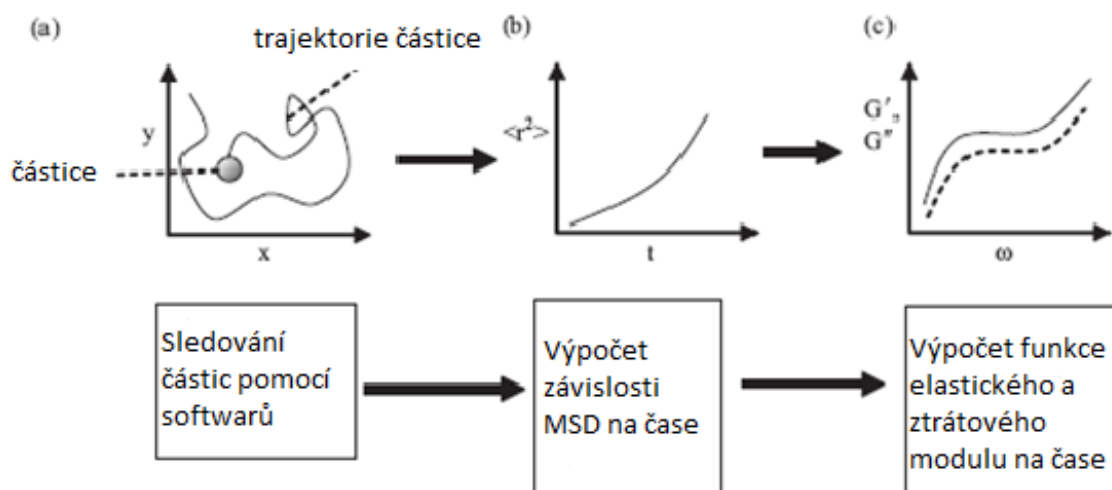 (a)
trajektorie částice
(b)
(c)
y
<r²>
G′,
G″
částice
x
t
ω
Sledování
částic pomocí
softwarů
Výpočet
závislosti
MSD na čase
Výpočet funkce
elastického a
ztrátového
modulu na čase